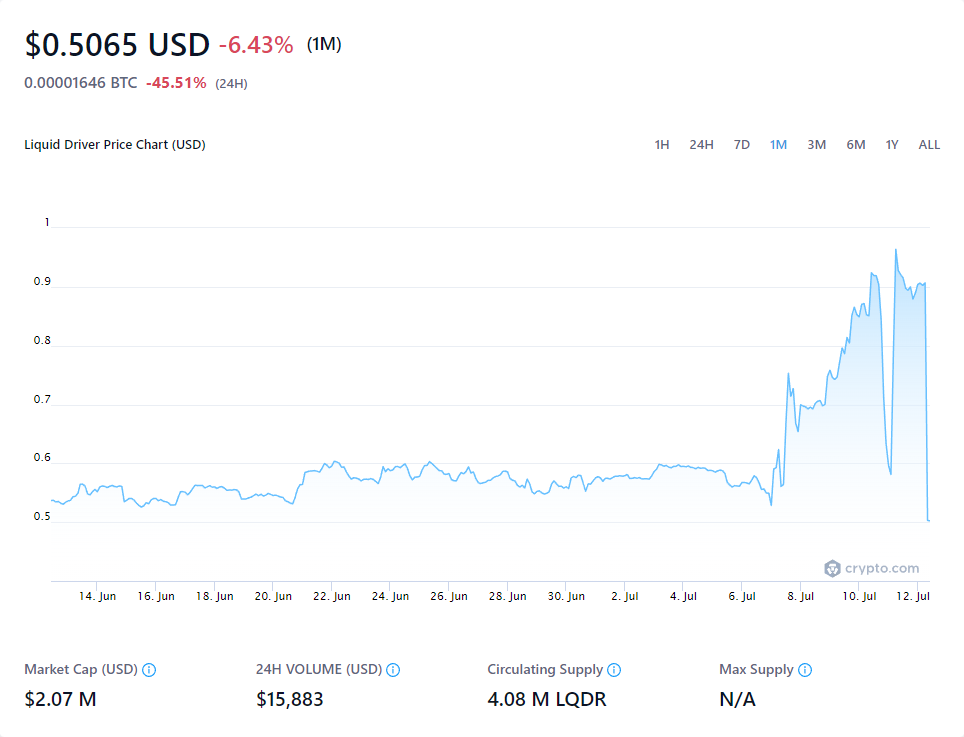 $0.5065 USD -6.43% (1M)
0.00001646 BTC -45.51% (24H)
Liquid Driver Price Chart (USD) 1H 24H 7D 1M 3M 6M 1Y ALL
1
0.9
0.8
0.7
0.6
0.5
crypto.com
14. Jun 16. Jun 18. Jun 20. Jun 22. Jun 24. Jun 26. Jun 28. Jun 30. Jun 2. Jul 4. Jul 6. Jul 8. Jul 10. Jul 12. Jul
Market Cap (USD) 24H VOLUME (USD) Circulating Supply Max Supply
$2.07 M $15,883 4.08 M LQDR N/A